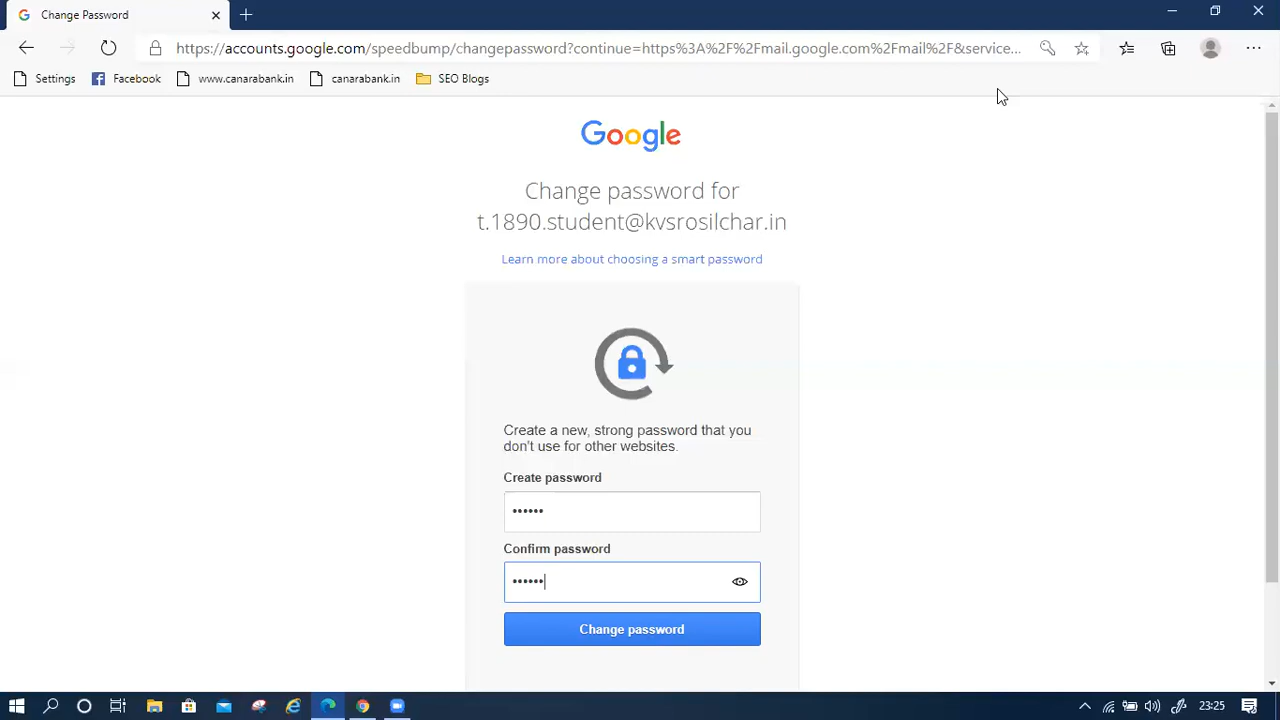 Change Password
https://accounts.google.com/speedbump/changepassword?continue=https%3A%2F%2Fmail.google.com%2Fmail%2F&service...
Settings Facebook www.canarabank.in canarabank.in SEO Blogs
Google
Change password for
t.1890.student@kvsrosilchar.in
Learn more about choosing a smart password
Create a new, strong password that you
don't use for other websites.
Create password
••••••
Confirm password
••••••
Change password
23:25